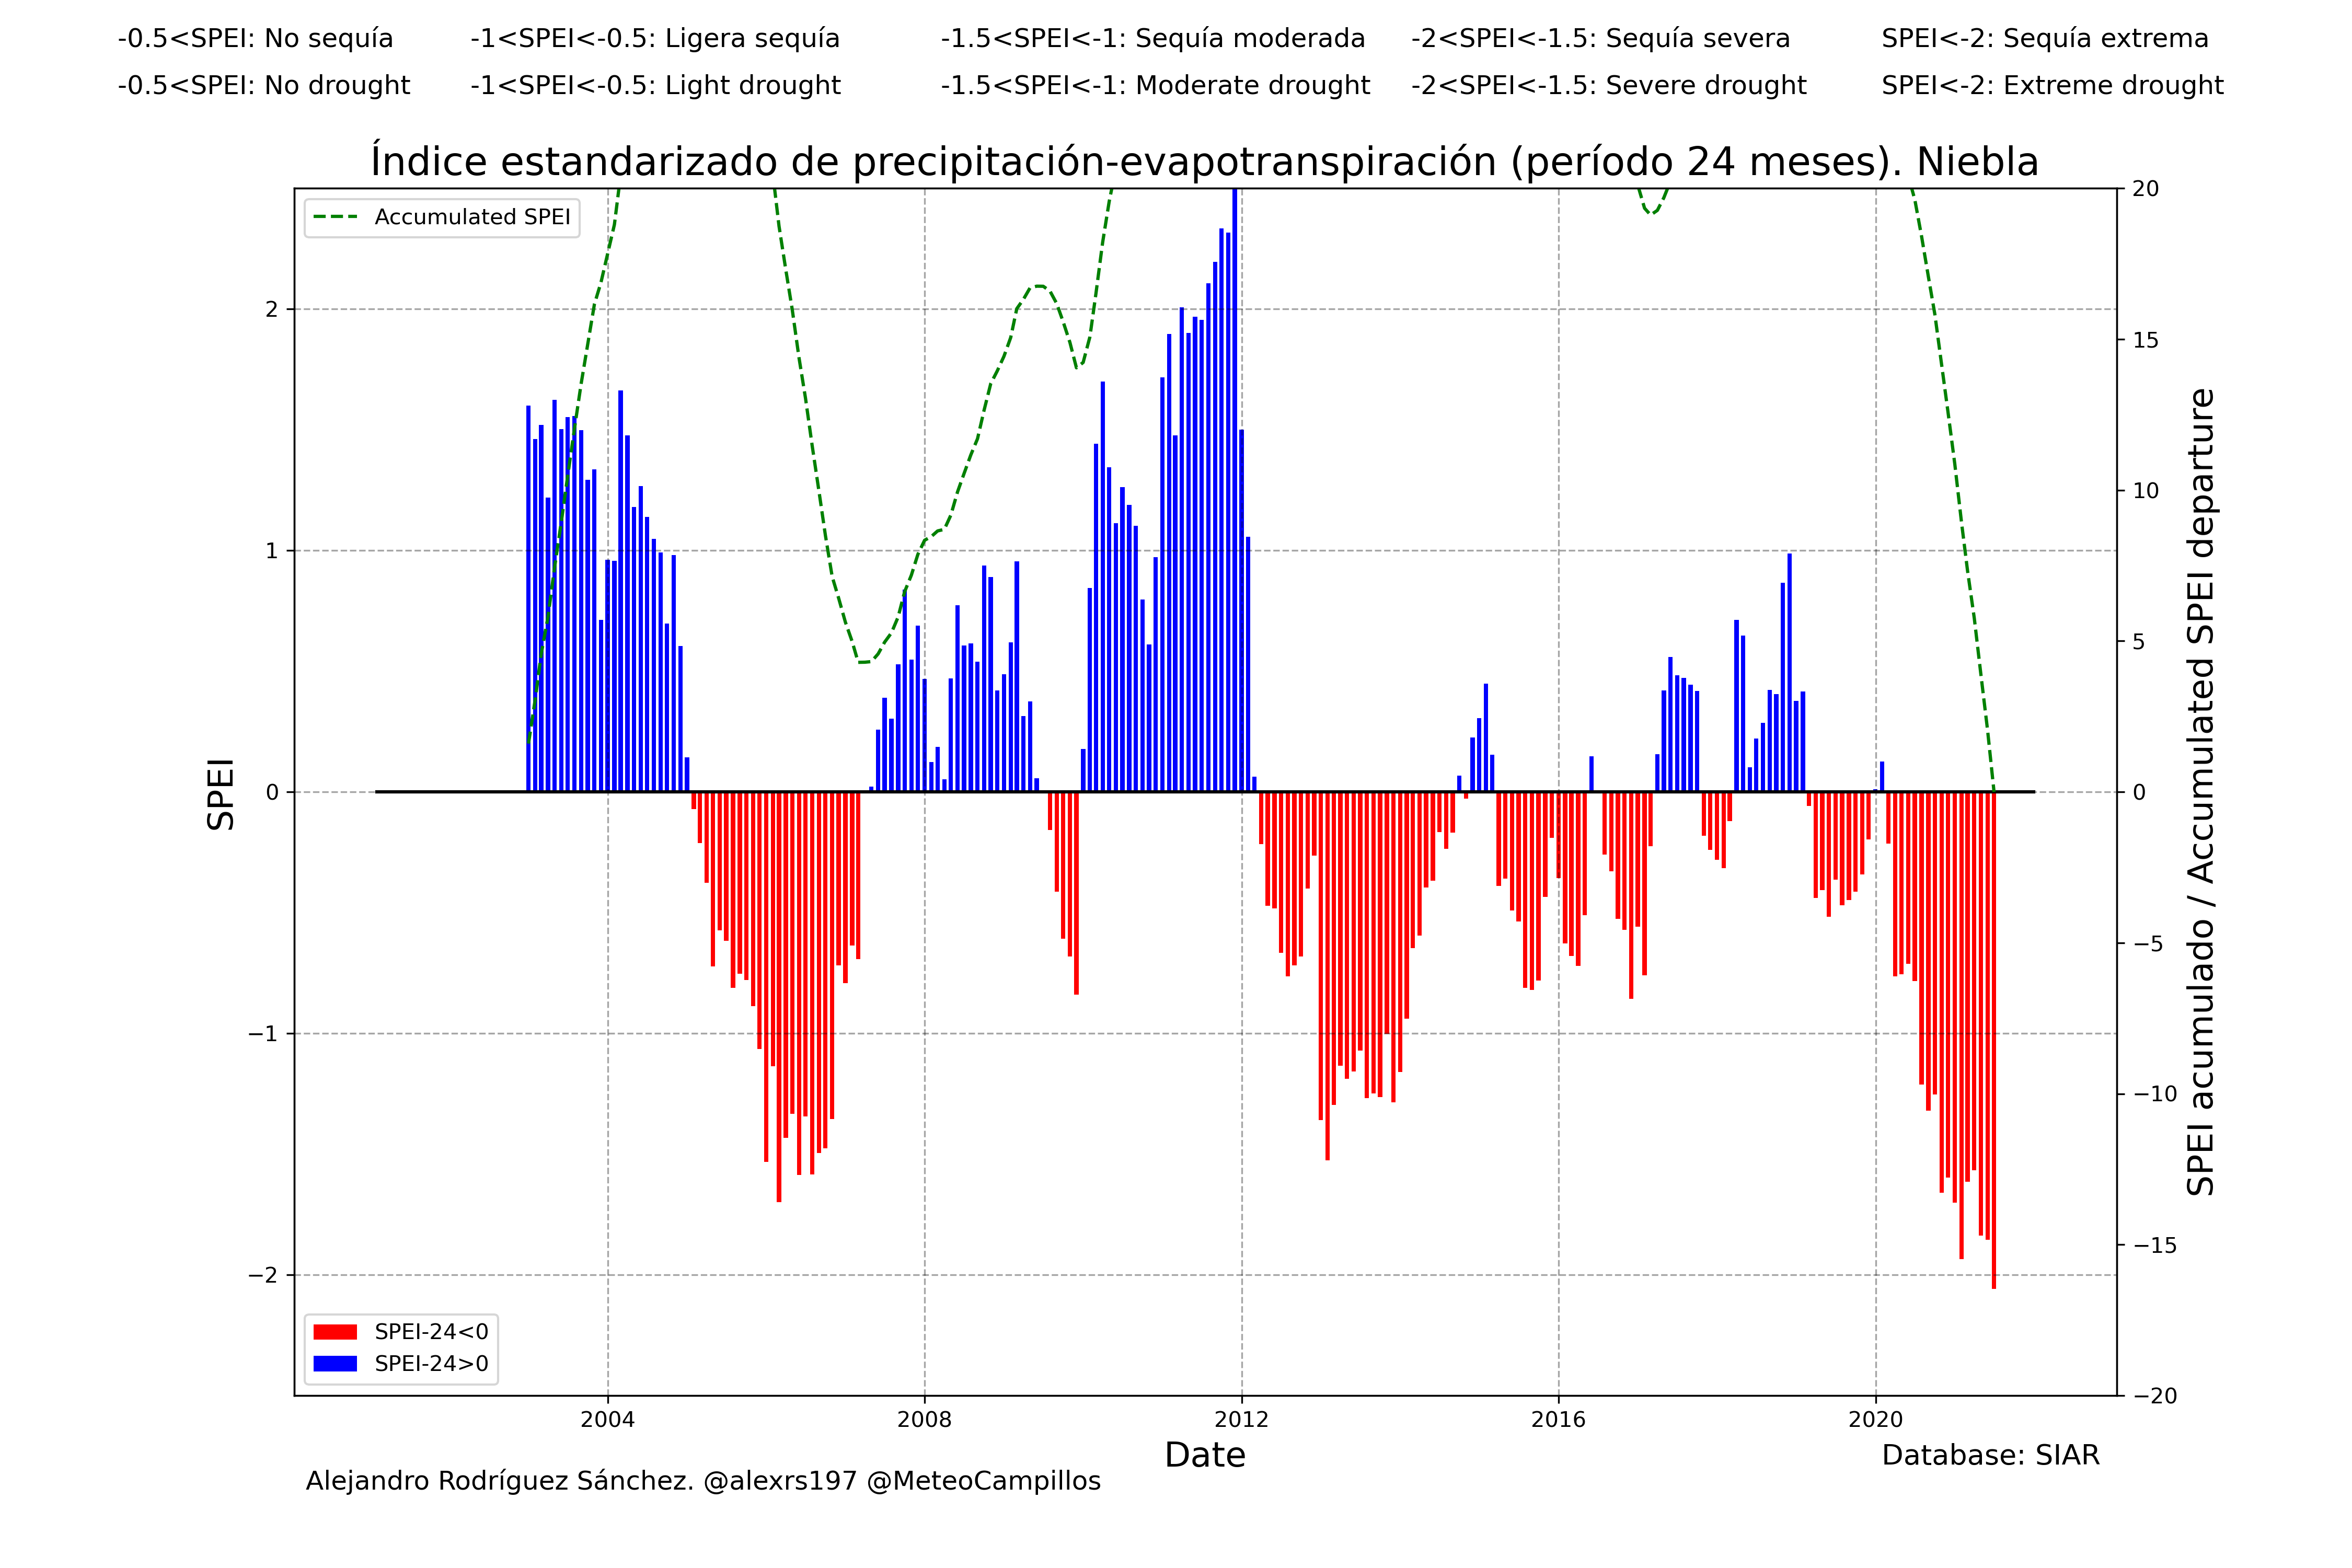 -0.5<SPEI: No sequía -1<SPEI<-0.5: Ligera sequía -1.5<SPEI<-1: Sequía moderada -2<SPEI<-1.5: Sequía severa SPEI<-2: Sequía extrema
-0.5<SPEI: No drought -1<SPEI<-0.5: Light drought -1.5<SPEI<-1: Moderate drought -2<SPEI<-1.5: Severe drought SPEI<-2: Extreme drought
Índice estandarizado de precipitación-evapotranspiración (período 24 meses). Niebla
Accumulated SPEI
SPEI
2
1
0
−1
−2
20
15
10
5
0
−5
−10
−15
−20
SPEI acumulado / Accumulated SPEI departure
SPEI-24<0
SPEI-24>0
2004 2008 2012 2016 2020
Date
Database: SIAR
Alejandro Rodríguez Sánchez. @alexrs197 @MeteoCampillos